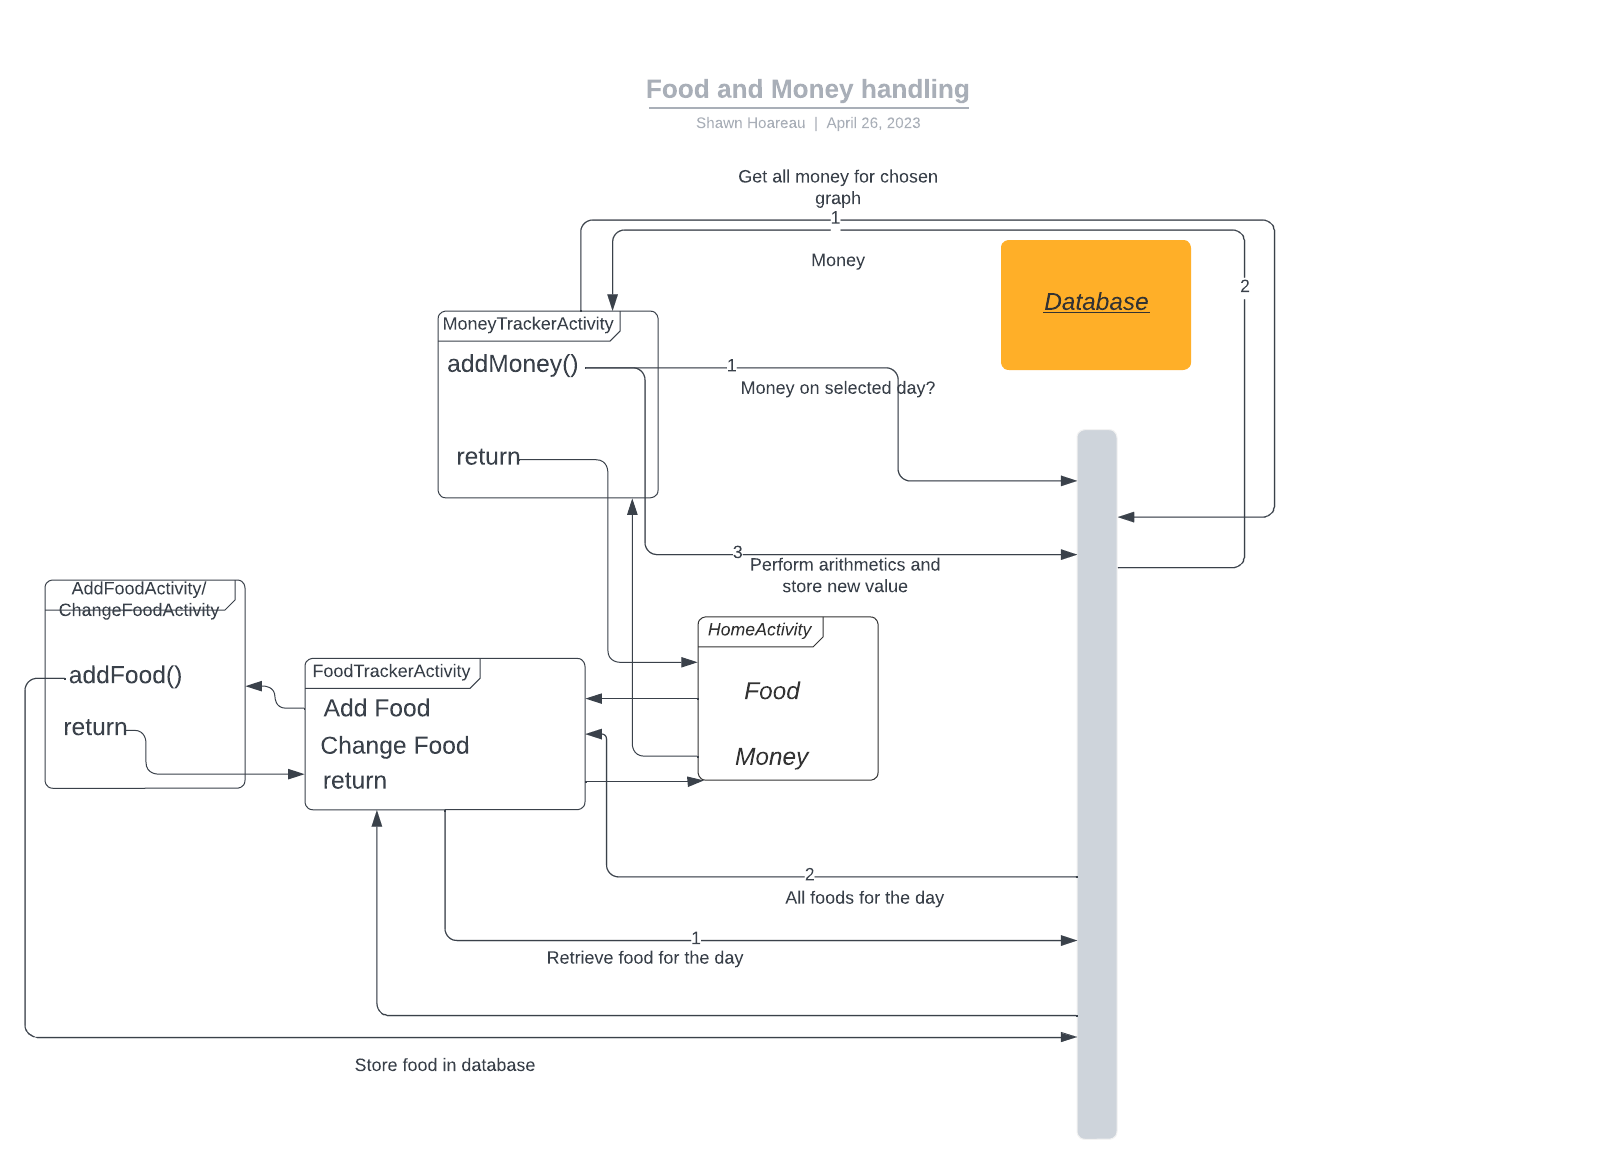 Food and Money handling
Shawn Hoareau | April 26, 2023
Get all money for chosen
graph
1
Money
2
Database
MoneyTrackerActivity
addMoney()
1
Money on selected day?
return
3
Perform arithmetics and
store new value
AddFoodActivity/
ChangeFoodActivity
addFood()
return
FoodTrackerActivity
Add Food
Change Food
return
HomeActivity
Food
Money
2
All foods for the day
1
Retrieve food for the day
Store food in database